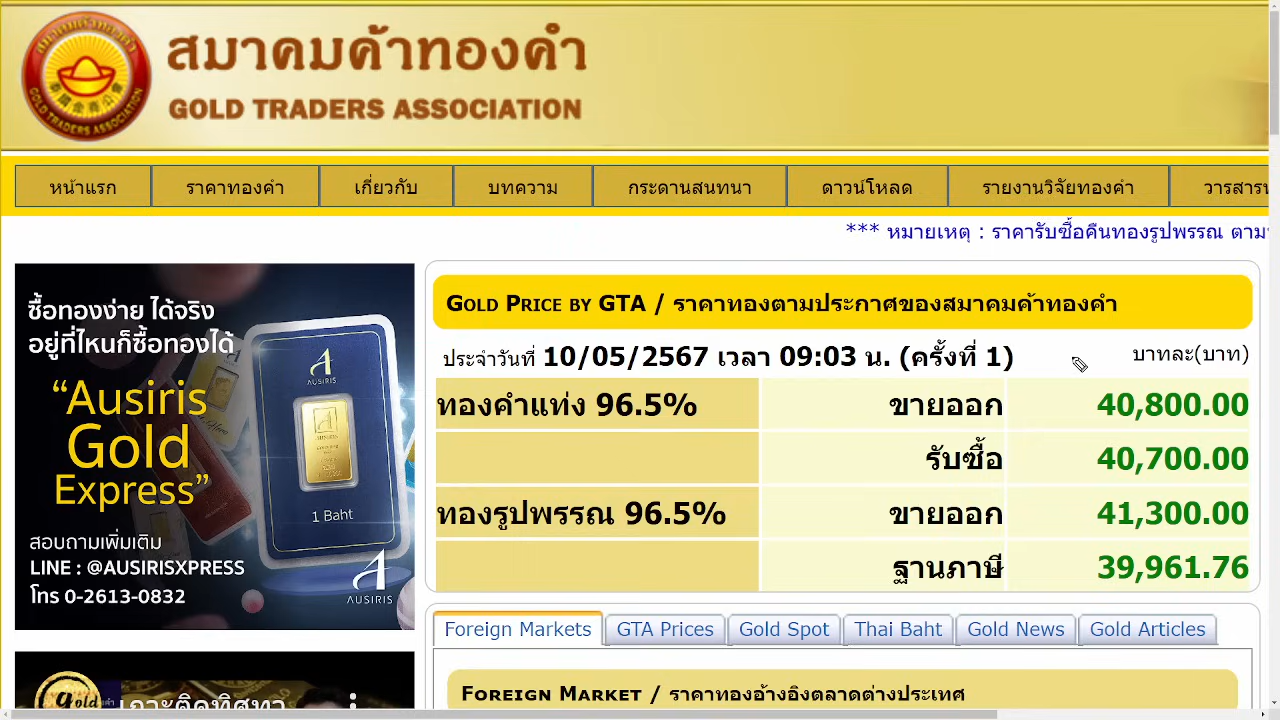 สมาคมค้าทองคำ
GOLD TRADERS ASSOCIATION
GOLD TRADERS ASSOCIATION
หน้าแรก ราคาทองคำ เกี่ยวกับ บทความ กระดานสนทนา ดาวน์โหลด รายงานวิจัยทองคำ
*** หมายเหตุ : ราคารับซื้อคืนทองรูปพรรณ
ซื้อทองง่าย ได้จริง
อยู่ที่ไหนก็ซื้อทองได้
“Ausiris
Gold
Express”
AUSIRIS
1 Baht
สอบถามเพิ่มเติม
LINE : @AUSIRISXPRESS
โทร 0-2613-0832
AUSIRIS
Gold Price by GTA / ราคาทองตามประกาศของสมาคมค้าทองคำ
ประจำวันที่ 10/05/2567 เวลา 09:03 น. (ครั้งที่ 1) บาทละ(บาท)
ทองคำแท่ง 96.5% ขายออก 40,800.00
รับซื้อ 40,700.00
ทองรูปพรรณ 96.5% ขายออก 41,300.00
ฐานภาษี 39,961.76
Foreign Markets GTA Prices Gold Spot Thai Baht Gold News Gold Articles
Foreign Market / ราคาทองอ้างอิงตลาดต่างประเทศ